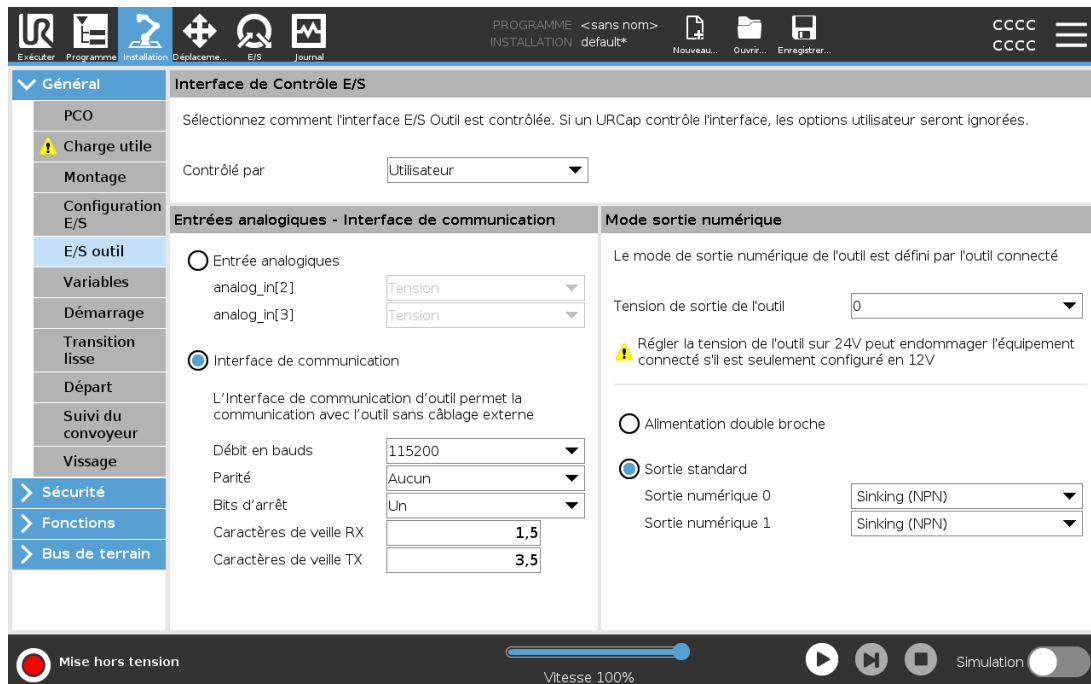 PROGRAMME <sans nom>
INSTALLATION default*
CCCC
CCCC
UR
Exécuter Programme Installation Déplaceme... E/S Journal
Nouveau... Ouvrir... Enregistrer...
Général
PCO
Charge utile
Montage
Configuration
E/S
E/S outil
Variables
Démarrage
Transition
lisse
Départ
Suivi du
convoyeur
Vissage
Sécurité
Fonctions
Bus de terrain
Interface de Contrôle E/S
Sélectionnez comment l'interface E/S Outil est contrôlée. Si un URCap contrôle l'interface, les options utilisateur seront ignorées.
Contrôlé par Utilisateur
Entrées analogiques - Interface de communication
Entrée analogiques
analog_in[2] Tension
analog_in[3] Tension
Interface de communication
L'Interface de communication d'outil permet la
communication avec l'outil sans câblage externe
Débit en bauds 115200
Parité Aucun
Bits d'arrêt Un
Caractères de veille RX 1,5
Caractères de veille TX 3,5
Mode sortie numérique
Le mode de sortie numérique de l'outil est défini par l'outil connecté
Tension de sortie de l'outil 0
Régler la tension de l'outil sur 24V peut endommager l'équipement
connecté s'il est seulement configuré en 12V
Alimentation double broche
Sortie standard
Sortie numérique 0 Sinking (NPN)
Sortie numérique 1 Sinking (NPN)
Mise hors tension
Vitesse 100%
Simulation